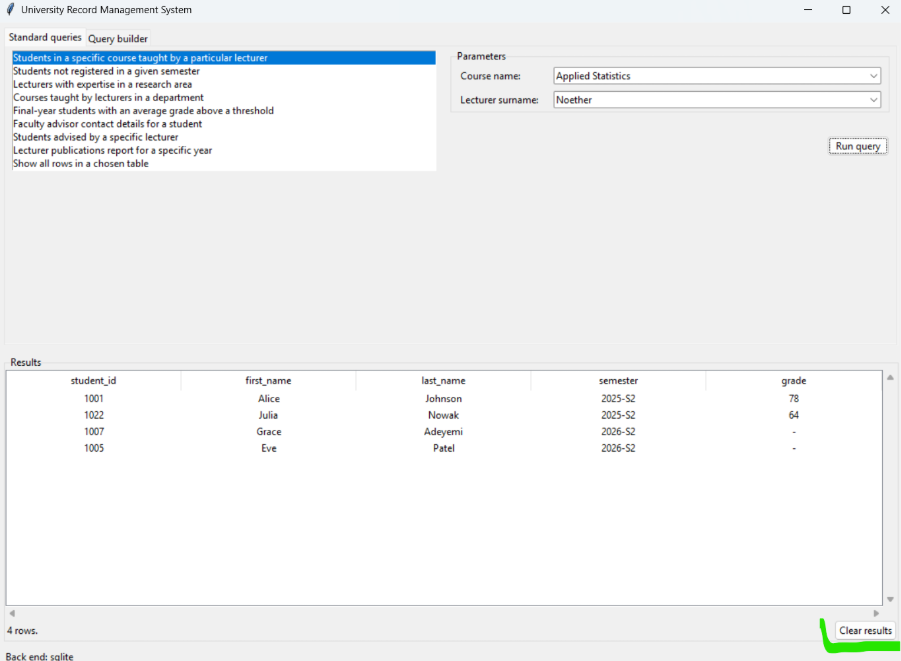 University Record Management System
Standard queries Query builder
Students in a specific course taught by a particular lecturer
Students not registered in a given semester
Lecturers with expertise in a research area
Courses taught by lecturers in a department
Final-year students with an average grade above a threshold
Faculty advisor contact details for a student
Students advised by a specific lecturer
Lecturer publications report for a specific year
Show all rows in a chosen table
Parameters
Course name: Applied Statistics
Lecturer surname: Noether
Run query
Results
student_id first_name last_name semester grade
1001 Alice Johnson 2025-S2 78
1022 Julia Nowak 2025-S2 64
1007 Grace Adeyemi 2026-S2 -
1005 Eve Patel 2026-S2 -
4 rows.
Clear results
Back end: sqlite